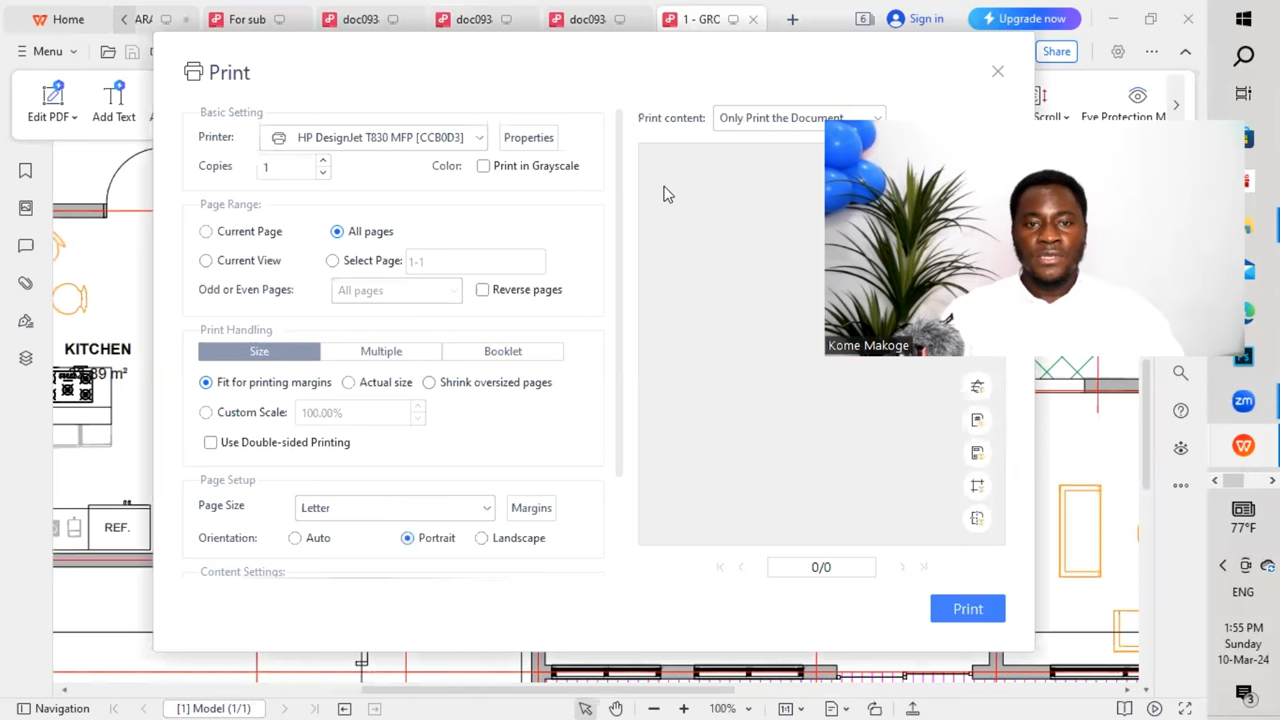 Home
ARA
For sub
doc093
doc093
doc093
1 - GRC
6
Sign in
Upgrade now
Menu
Share
Edit PDF
Add Text
Scroll
Eye Protection M
Print
Basic Setting
Printer:
HP DesignJet T830 MFP [CCB0D3]
Properties
Copies
1
Color:
Print in Grayscale
Page Range:
Current Page
All pages
Current View
Select Page:
1-1
Odd or Even Pages:
All pages
Reverse pages
Print Handling
Size
Multiple
Booklet
Fit for printing margins
Actual size
Shrink oversized pages
Custom Scale:
100.00%
Use Double-sided Printing
Page Setup
Page Size
Letter
Margins
Orientation:
Auto
Portrait
Landscape
Content Settings:
Print content:
Only Print the Document
0/0
Print
Kome Makoge
KITCHEN
REF.
zm
77°F
ENG
1:55 PM
Sunday
10-Mar-24
3
Navigation
[1] Model (1/1)
100%